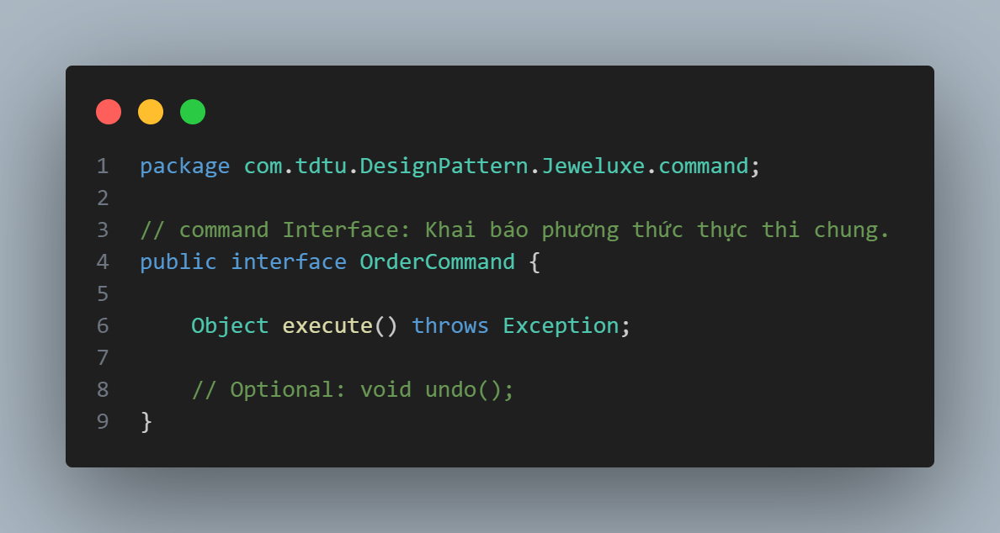 1 package com.tdtu.DesignPattern.Jeweluxe.command;
2
3 // command Interface: Khai báo phương thức thực thi chung.
4 public interface OrderCommand {
5
6 Object execute() throws Exception;
7
8 // Optional: void undo();
9 }